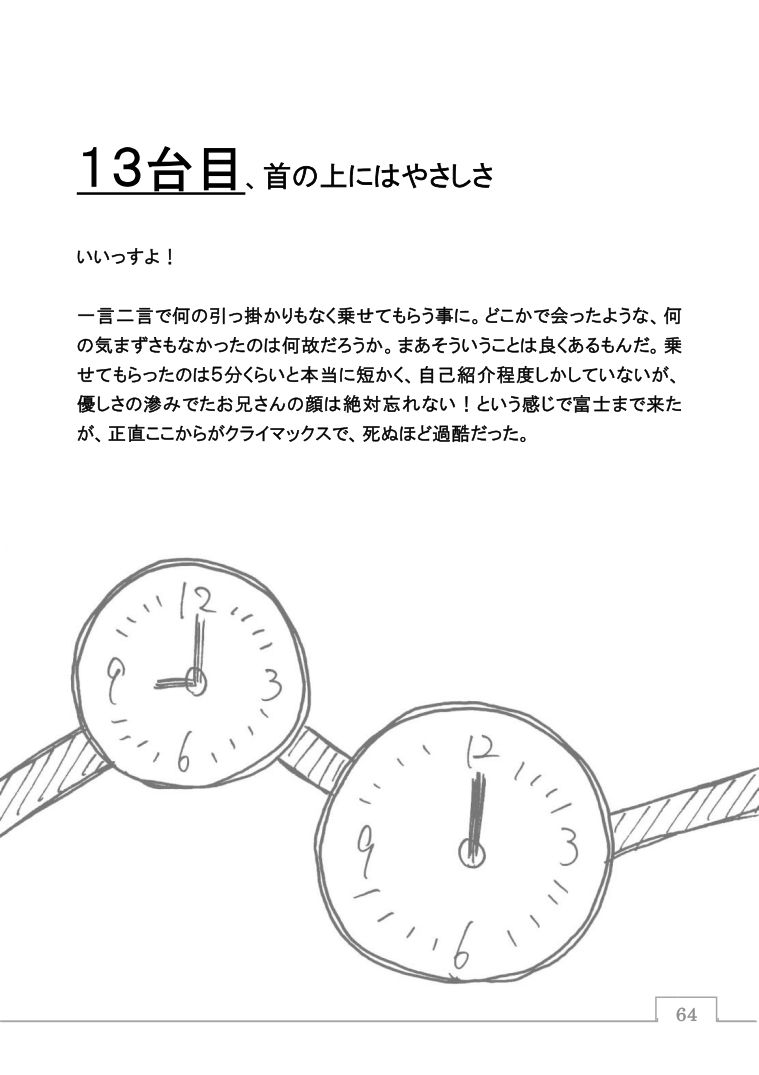 13台目、首の上にはやさしさ
いいっすよ！
一言二言で何の引っ掛かりもなく乗せてもらう事に。どこかで会ったような、何
の気まずさもなかったのは何故だろうか。まあそういうことは良くあるもんだ。乗
せてもらったのは5分くらいと本当に短かく、自己紹介程度しかしていないが、
優しさの滲みでたお兄さんの顔は絶対忘れない！という感じで富士まで来た
が、正直ここからがクライマックスで、死ぬほど過酷だった。
12
9
3
6
12
9
3
6
64